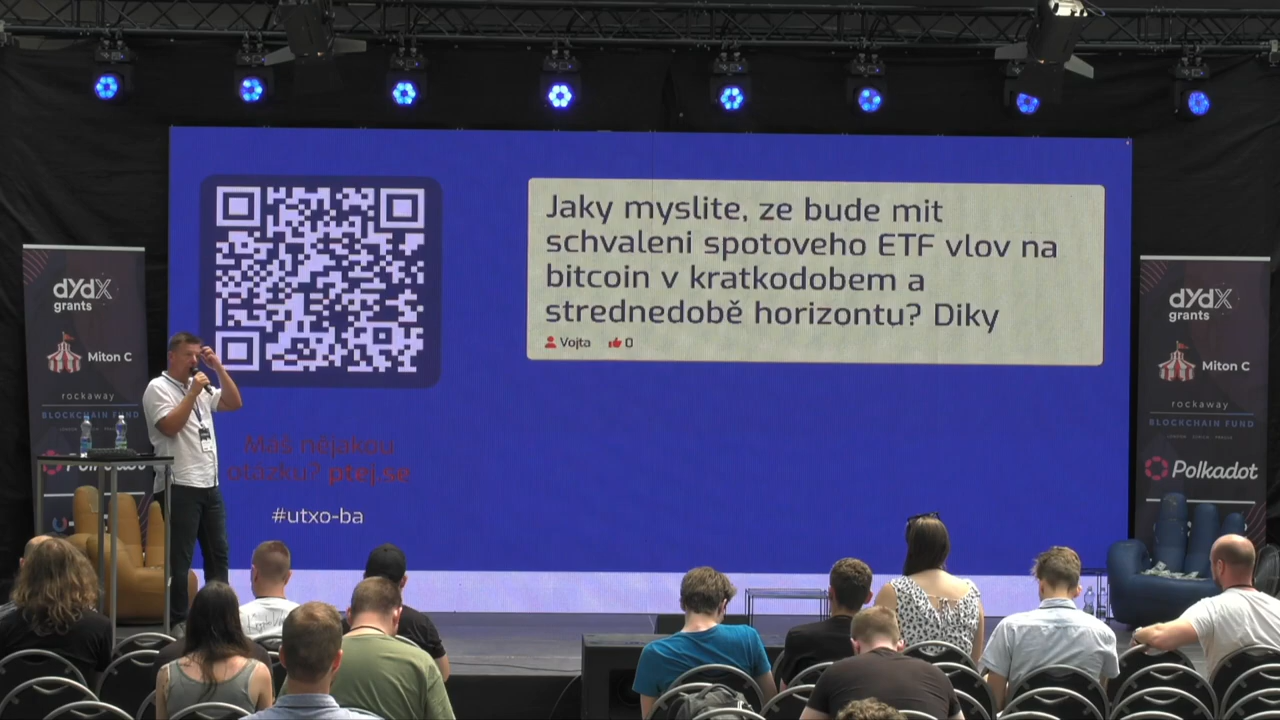 Jaky myslite, ze bude mit
schvaleni spotoveho ETF vlov na
bitcoin v kratkodobem a
strednedobě horizontu? Diky
Vojta 0
Máš nějakou
otázku? ptej.se
#utxo-ba
dYdX
grants
Miton C
rockaway
BLOCKCHAIN FUND
Polkadot
dYdX
grants
Miton C
rockaway
BLOCKCHAIN FUND
Polkadot